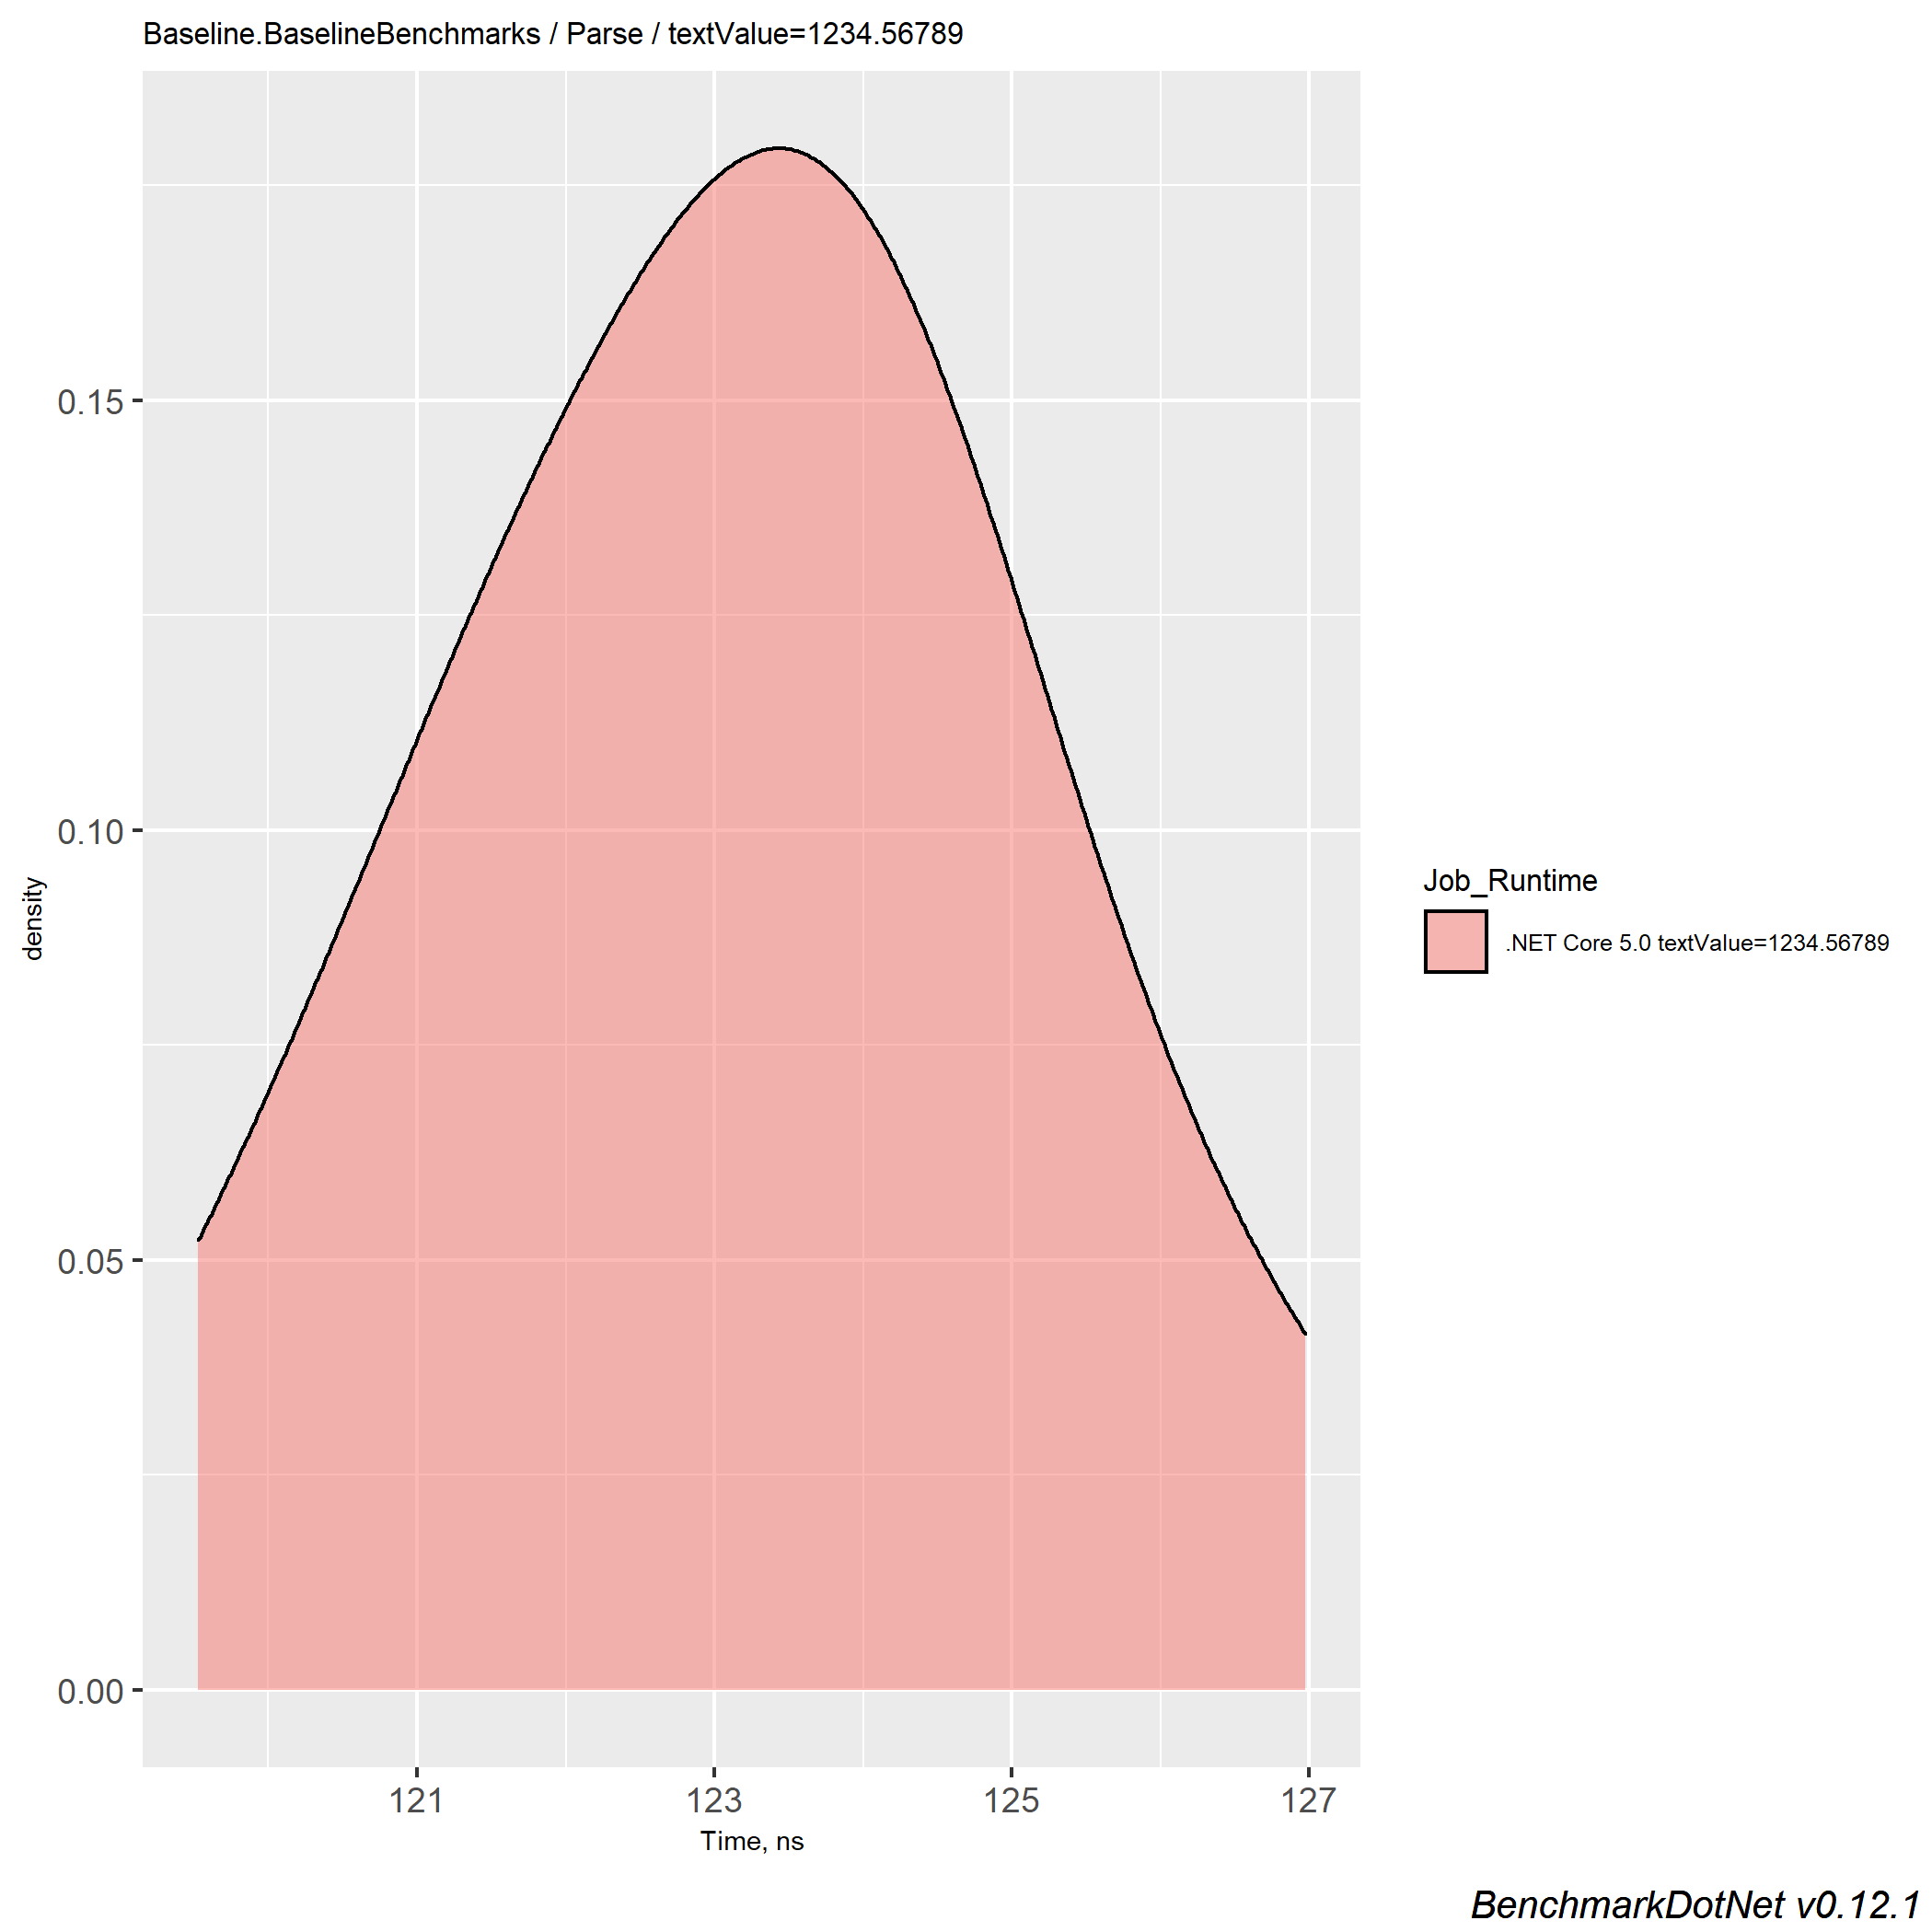 Baseline.BaselineBenchmarks / Parse / textValue=1234.56789
0.15
0.10
0.05
0.00
density
121 123 125 127
Time, ns
Job_Runtime
.NET Core 5.0 textValue=1234.56789
BenchmarkDotNet v0.12.1